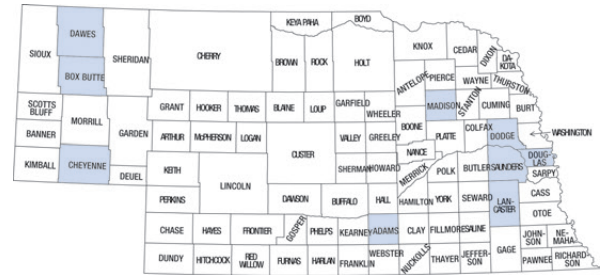 BOYD
KEYA PAHA
DAWES
SIOUX
SHERIDAN
CHERRY
BROWN
ROCK
HOLT
KNOX
CEDAR
DIXON
DA-
KOTA
BOX BUTTE
ANTELOPE
PIERCE
WAYNE
THURSTON
SCOTTS
BLUFF
MORRILL
GARDEN
GRANT
HOOKER
THOMAS
BLAINE
LOUP
GARFIELD
WHEELER
MADISON
STANTON
CUMING
BURT
BANNER
ARTHUR
McPHERSON
LOGAN
CUSTER
VALLEY
GREELEY
BOONE
PLATTE
COLFAX
DODGE
WASHINGTON
KIMBALL
CHEYENNE
DEUEL
KEITH
LINCOLN
SHERMAN
HOWARD
NANCE
MERRICK
POLK
BUTLER
SAUNDERS
DOUG-
LAS
SARPY
PERKINS
DAWSON
BUFFALO
HALL
HAMILTON
YORK
SEWARD
LAN-
CASTER
CASS
OTOE
CHASE
HAYES
FRONTIER
GOSPER
PHELPS
KEARNEY
ADAMS
CLAY
FILLMORE
SALINE
JOHN-
SON
NE-
MAHA
DUNDY
HITCHCOCK
RED
WILLOW
FURNAS
HARLAN
FRANKLIN
WEBSTER
NUCKOLLS
THAYER
JEFFER-
SON
GAGE
PAWNEE
RICHARD-
SON